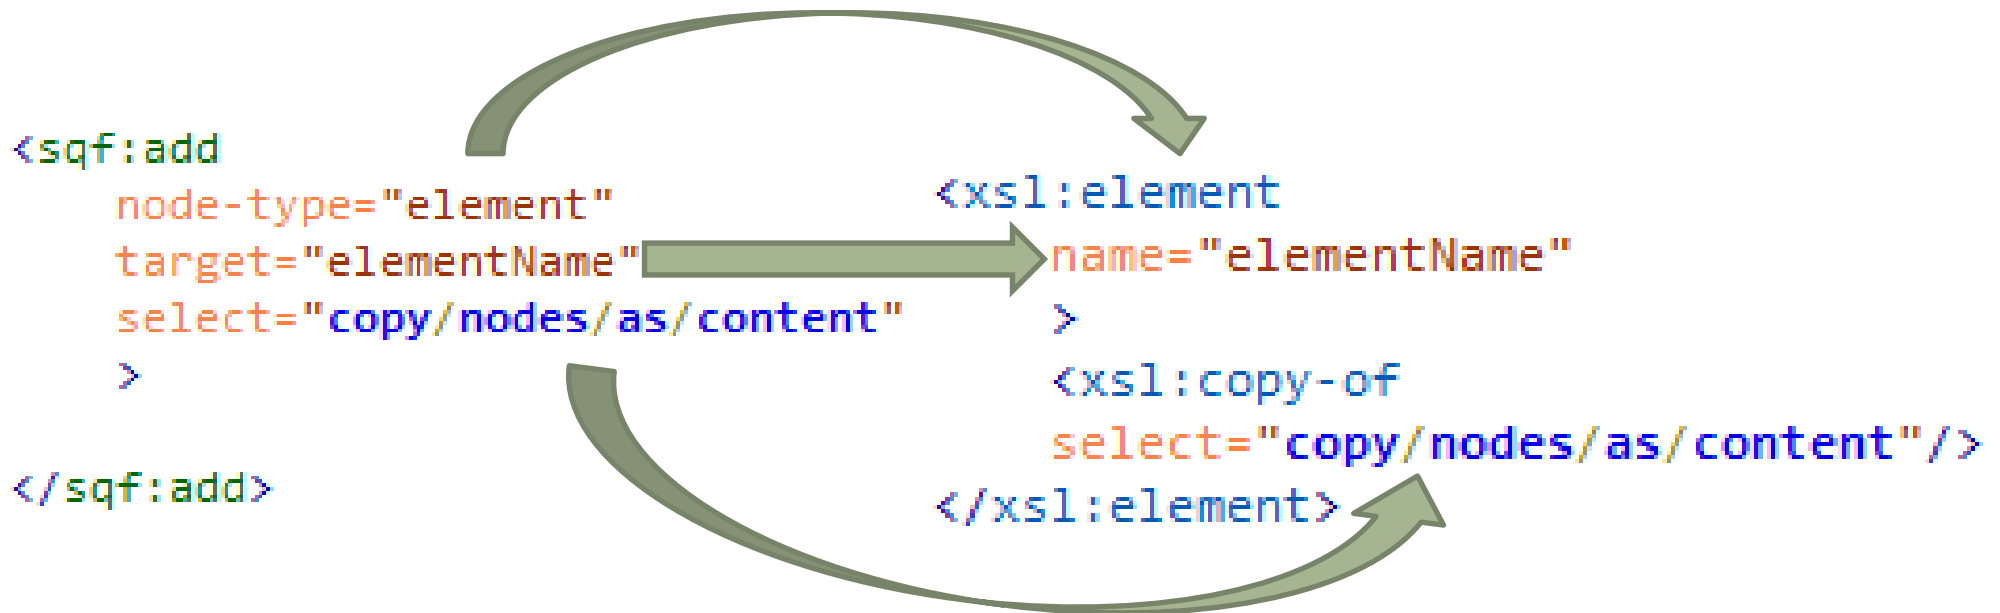 <sqf:add
node-type="element"
target="elementName"
select="copy/nodes/as/content"
>
</sqf:add>
<xsl:element
name="elementName"
>
<xsl:copy-of
select="copy/nodes/as/content"/>
</xsl:element>